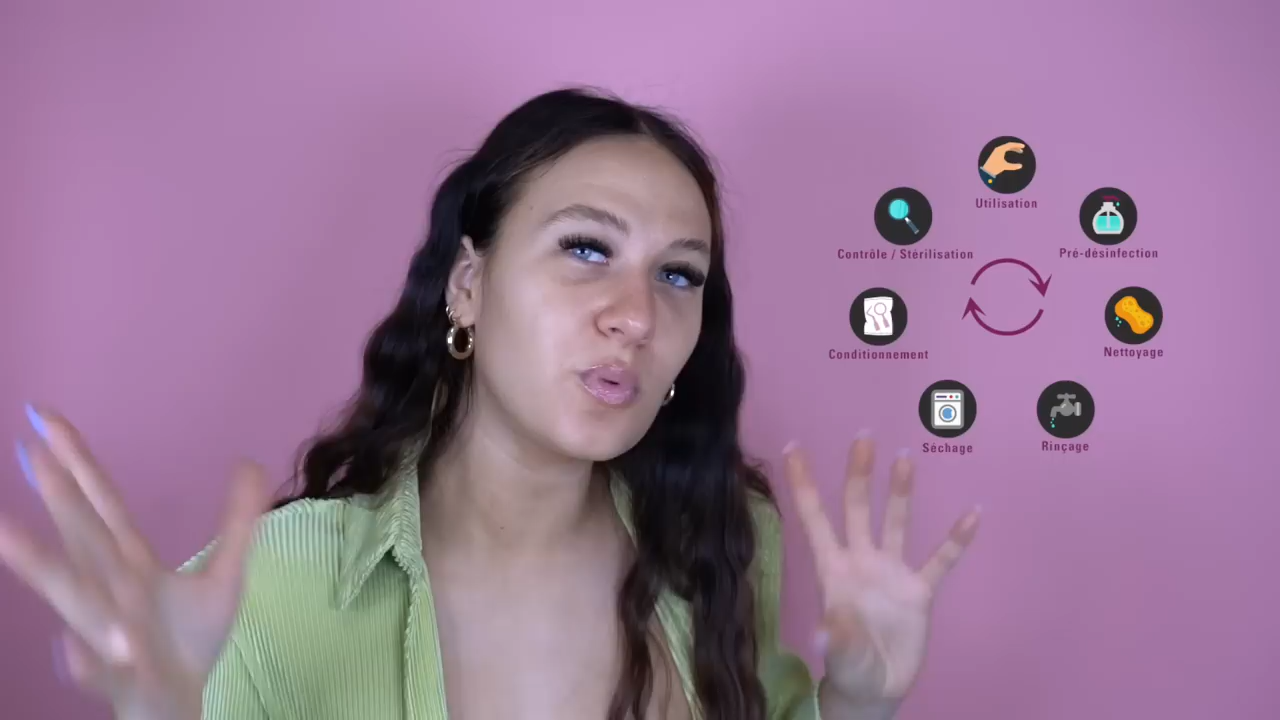 Utilisation
Pré-désinfection
Nettoyage
Rinçage
Séchage
Conditionnement
Contrôle / Stérilisation